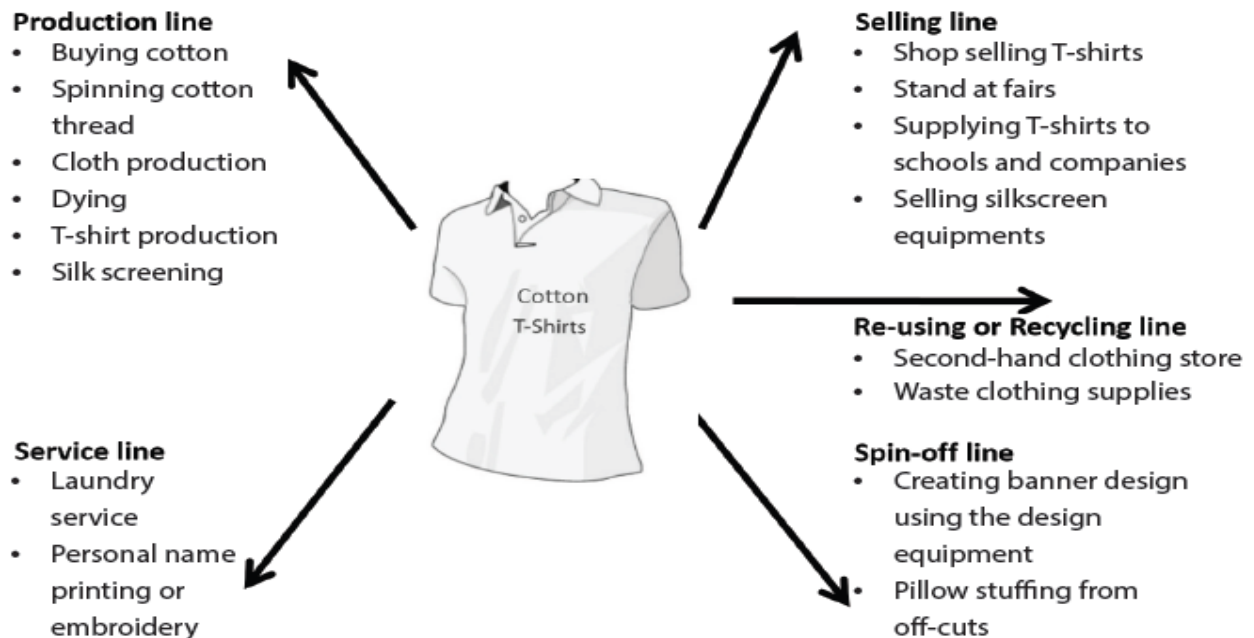 Production line
• Buying cotton
• Spinning cotton
thread
• Cloth production
• Dying
• T-shirt production
• Silk screening
Selling line
• Shop selling T-shirts
• Stand at fairs
• Supplying T-shirts to
schools and companies
• Selling silkscreen
equipments
Cotton
T-Shirts
Re-using or Recycling line
• Second-hand clothing store
• Waste clothing supplies
Service line
• Laundry
service
• Personal name
printing or
embroidery
Spin-off line
• Creating banner design
using the design
equipment
• Pillow stuffing from
off-cuts